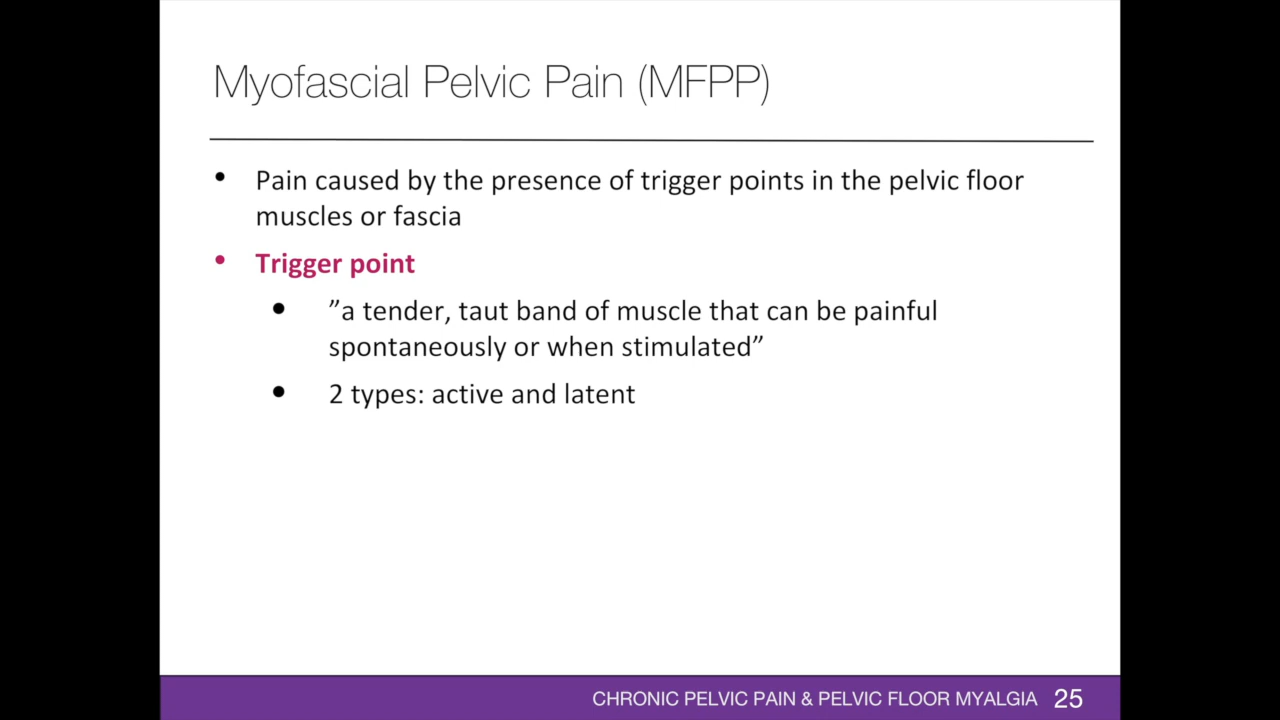 Myofascial Pelvic Pain (MFPP)
• Pain caused by the presence of trigger points in the pelvic floor
muscles or fascia
• Trigger point
• ”a tender, taut band of muscle that can be painful
spontaneously or when stimulated”
• 2 types: active and latent
CHRONIC PELVIC PAIN & PELVIC FLOOR MYALGIA 25